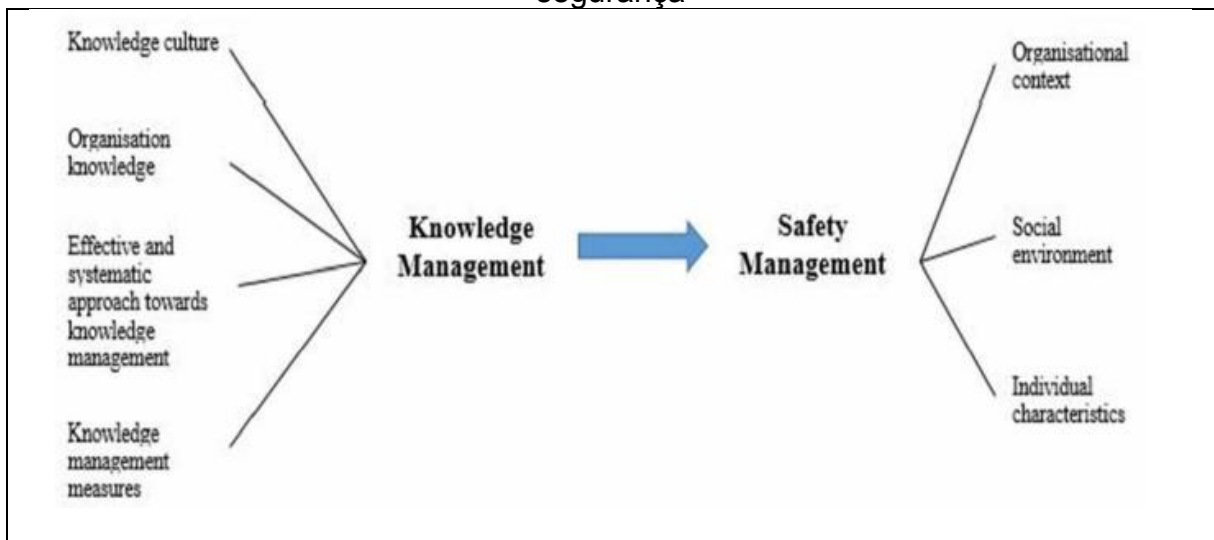 segurança
Knowledge culture
Organisation
knowledge
Effective and
systematic
approach towards
knowledge
management
Knowledge
management
measures
Knowledge
Management
Safety
Management
Organisational
context
Social
environment
Individual
characteristics